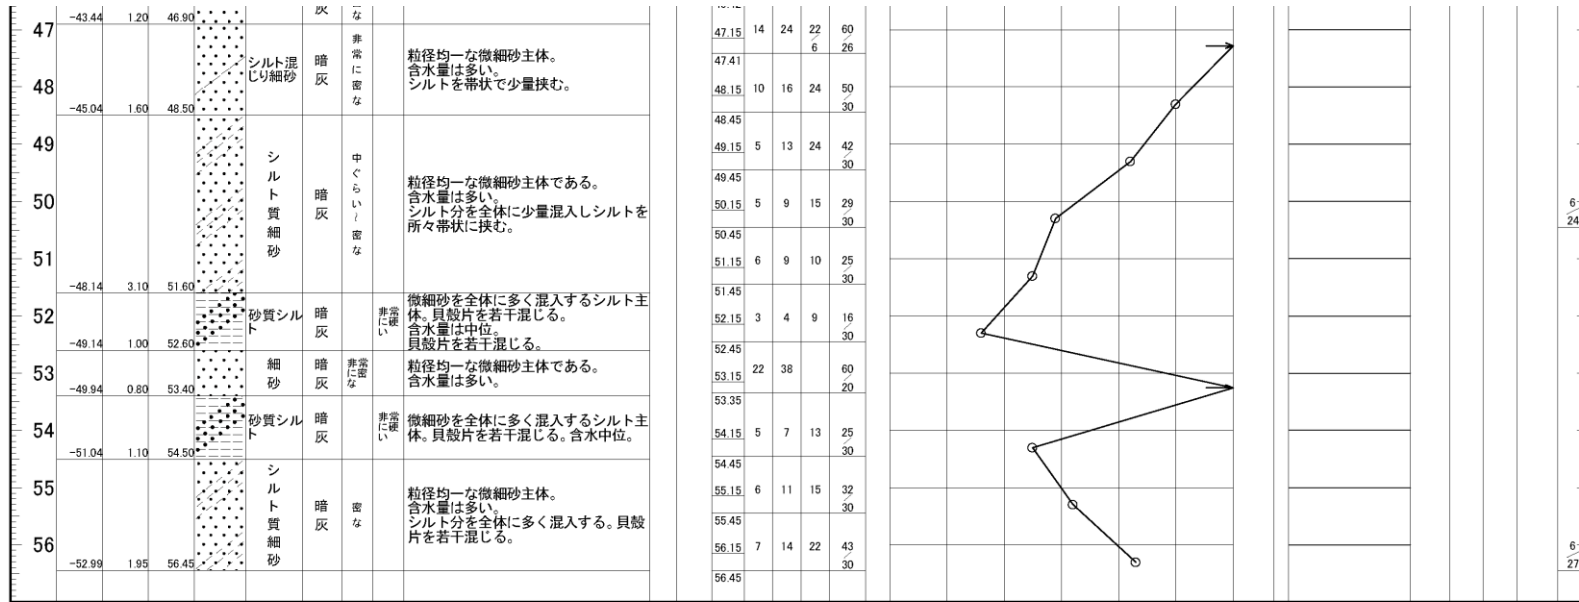 -43.44 1.20 46.90 灰 な
47
シルト混
じり細砂
暗
灰
非
常
に
密
な
粒径均一な微細砂主体。
含水量は多い。
シルトを帯状で少量挟む。
47.15 14 24 22/6 60/26
47.41
48
48.15 10 16 24 50/30
-45.04 1.60 48.50
48.45
49
シ
ル
ト
質
細
砂
暗
灰
中
ぐ
ら
い
~
密
な
粒径均一な微細砂主体である。
含水量は多い。
シルト分を全体に少量混入しシルトを
所々帯状に挟む。
49.15 5 13 24 42/30
49.45
50
50.15 5 9 15 29/30
6
24
50.45
51
51.15 6 9 10 25/30
-48.14 3.10 51.60
51.45
52
砂質シル
ト
暗
灰
非常
に硬
い
微細砂を全体に多く混入するシルト主
体。貝殻片を若干混じる。
含水量は中位。
貝殻片を若干混じる。
52.15 3 4 9 16/30
-49.14 1.00 52.60
52.45
53
細
砂
暗
灰
非常
に密
な
粒径均一な微細砂主体である。
含水量は多い。
53.15 22 38 60/20
-49.94 0.80 53.40
53.35
54
砂質シル
ト
暗
灰
非常
に硬
い
微細砂を全体に多く混入するシルト主
体。貝殻片を若干混じる。含水中位。
54.15 5 7 13 25/30
-51.04 1.10 54.50
54.45
55
シ
ル
ト
質
細
砂
暗
灰
密
な
粒径均一な微細砂主体。
含水量は多い。
シルト分を全体に多く混入する。貝殻
片を若干混じる。
55.15 6 11 15 32/30
55.45
56
56.15 7 14 22 43/30
6
27
-52.99 1.95 56.45
56.45